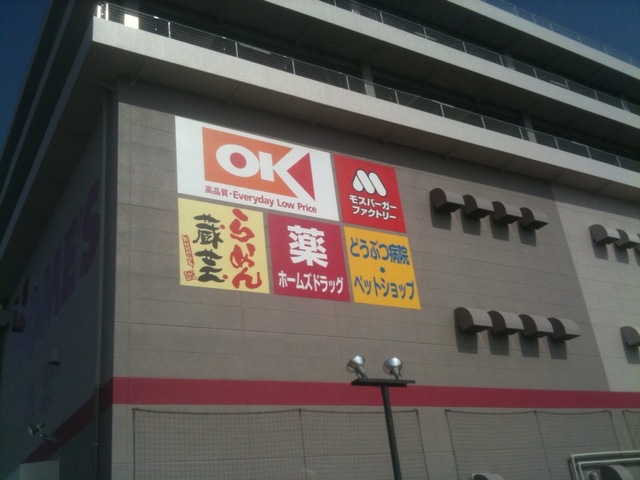 OK
高品質・Everyday Low Price
モスバーガー
ファクトリー
らめん
蔵土
薬
ホームズドラッグ
どうぶつ病院
・
ペットショップ